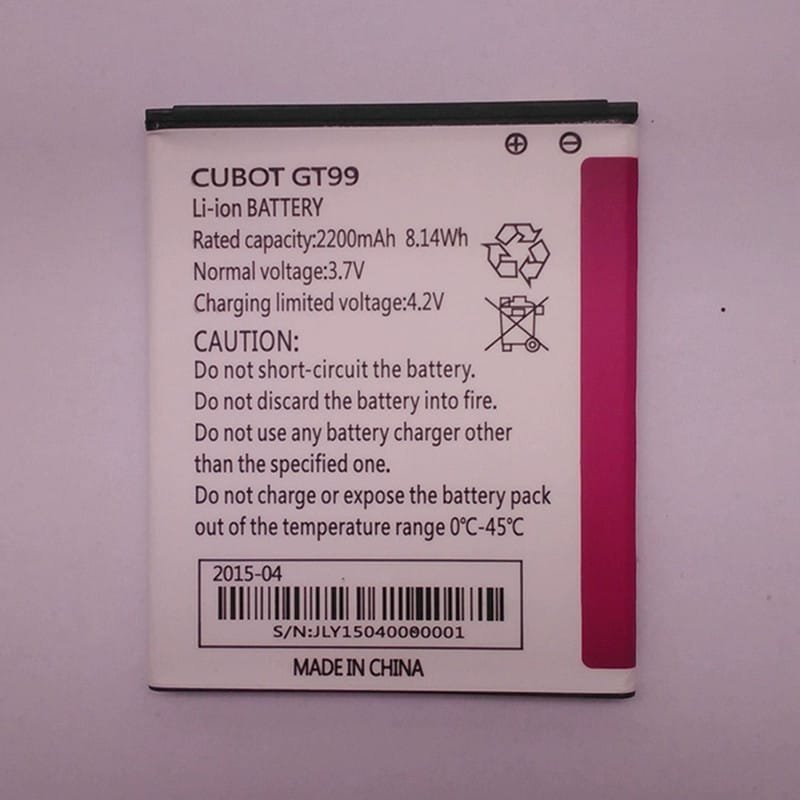 CUBOT GT99
Li-ion BATTERY
Rated capacity:2200mAh 8.14Wh
Normal voltage:3.7V
Charging limited voltage:4.2V
CAUTION:
Do not short-circuit the battery.
Do not discard the battery into fire.
Do not use any battery charger other
than the specified one.
Do not charge or expose the battery pack
out of the temperature range 0℃-45℃
2015-04
S/N:JLY15040000001
MADE IN CHINA